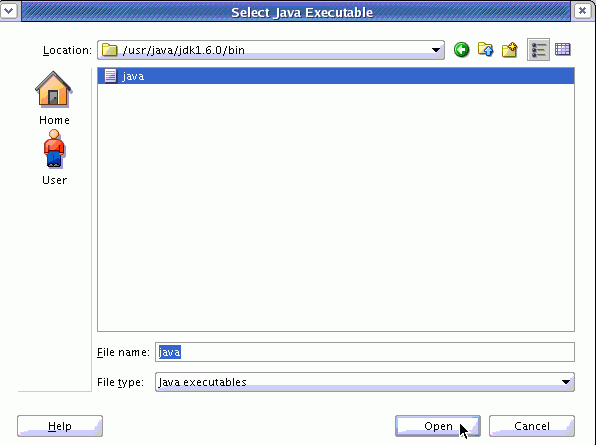 Select Java Executable
Location: /usr/java/jdk1.6.0/bin
java
Home
User
File name: java
File type: Java executables
Help Open Cancel